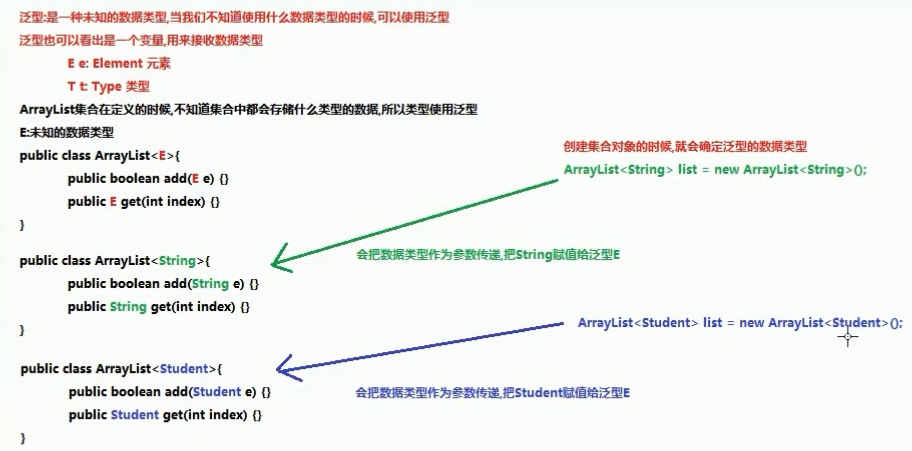 泛型:是一种未知的数据类型,当我们不知道使用什么数据类型的时候,可以使用泛型
泛型也可以看出是一个变量,用来接收数据类型
E e: Element 元素
T t: Type 类型
ArrayList集合在定义的时候,不知道集合中都会存储什么类型的数据,所以类型使用泛型
E:未知的数据类型
public class ArrayList<E>{
public boolean add(E e) {}
public E get(int index) {}
}
创建集合对象的时候,就会确定泛型的数据类型
ArrayList<String> list = new ArrayList<String>();
会把数据类型作为参数传递,把String赋值给泛型E
public class ArrayList<String>{
public boolean add(String e) {}
public String get(int index) {}
}
ArrayList<Student> list = new ArrayList<Student>();
public class ArrayList<Student>{
public boolean add(Student e) {}
public Student get(int index) {}
}
会把数据类型作为参数传递,把Student赋值给泛型E